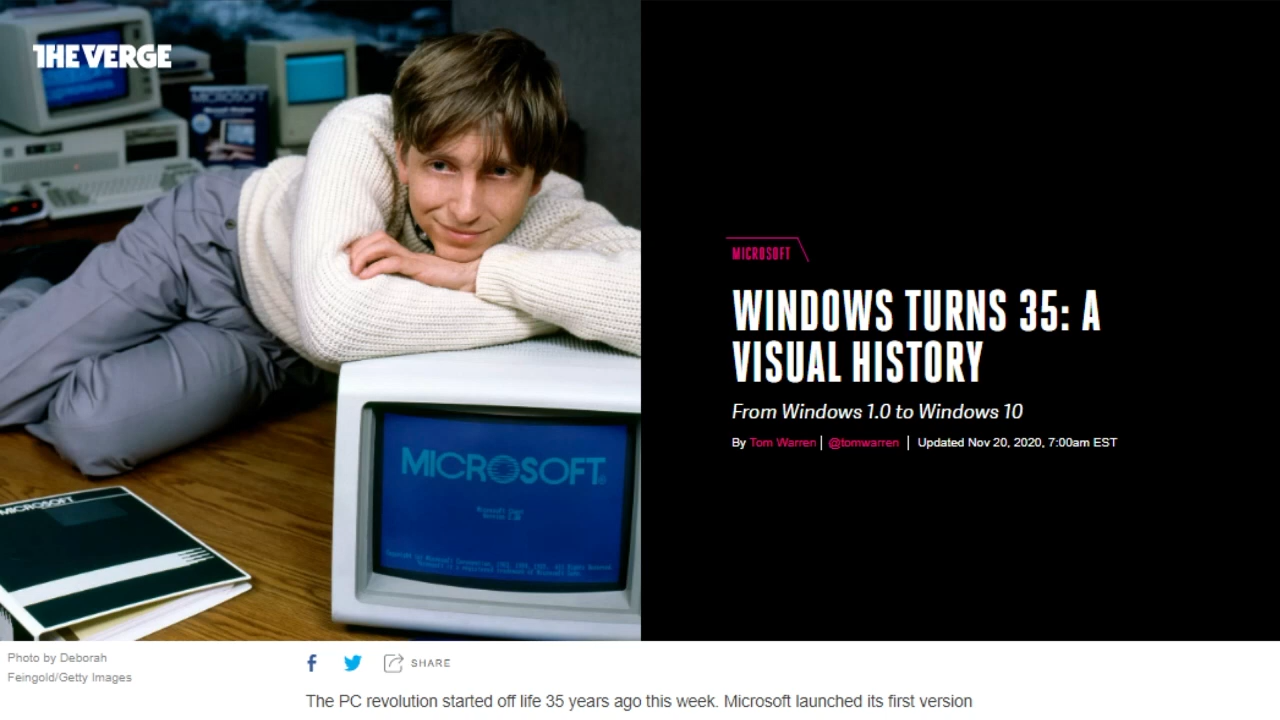 THE VERGE
MICROSOFT
MICROSOFT
WINDOWS TURNS 35: A
VISUAL HISTORY
From Windows 1.0 to Windows 10
By Tom Warren | @tomwarren | Updated Nov 20, 2020, 7:00am EST
MICROSOFT
MICROSOFT
Photo by Deborah
Feingold/Getty Images
SHARE
The PC revolution started off life 35 years ago this week. Microsoft launched its first version